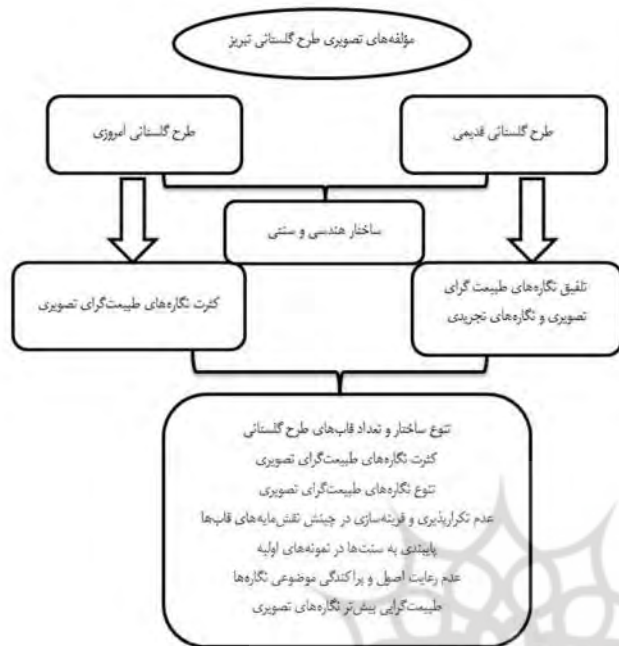 مؤلفه‌های تصویری طرح گلستانی تبریز
طرح گلستانی قدیمی
طرح گلستانی امروزی
ساختار هندسی و سنتی
تلفیق نگاره‌های طبیعت گرای
تصویری و نگاره‌های تجریدی
کثرت نگاره‌های طبیعت‌گرای تصویری
تنوع ساختار و تعداد قاب‌های طرح گلستانی
کثرت نگاره‌های طبیعت‌گرای تصویری
تنوع نگاره‌های طبیعت‌گرای تصویری
عدم تکرارپذیری و قرینه‌سازی در چینش نقش‌مایه‌های قاب‌ها
پایبندی به سنت‌ها در نمونه‌های اولیه
عدم رعایت اصول و پراکندگی موضوعی نگاره‌ها
طبیعت‌گرایی بیش‌تر نگاره‌های تصویری